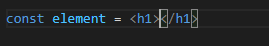 const element = <h1></h1>